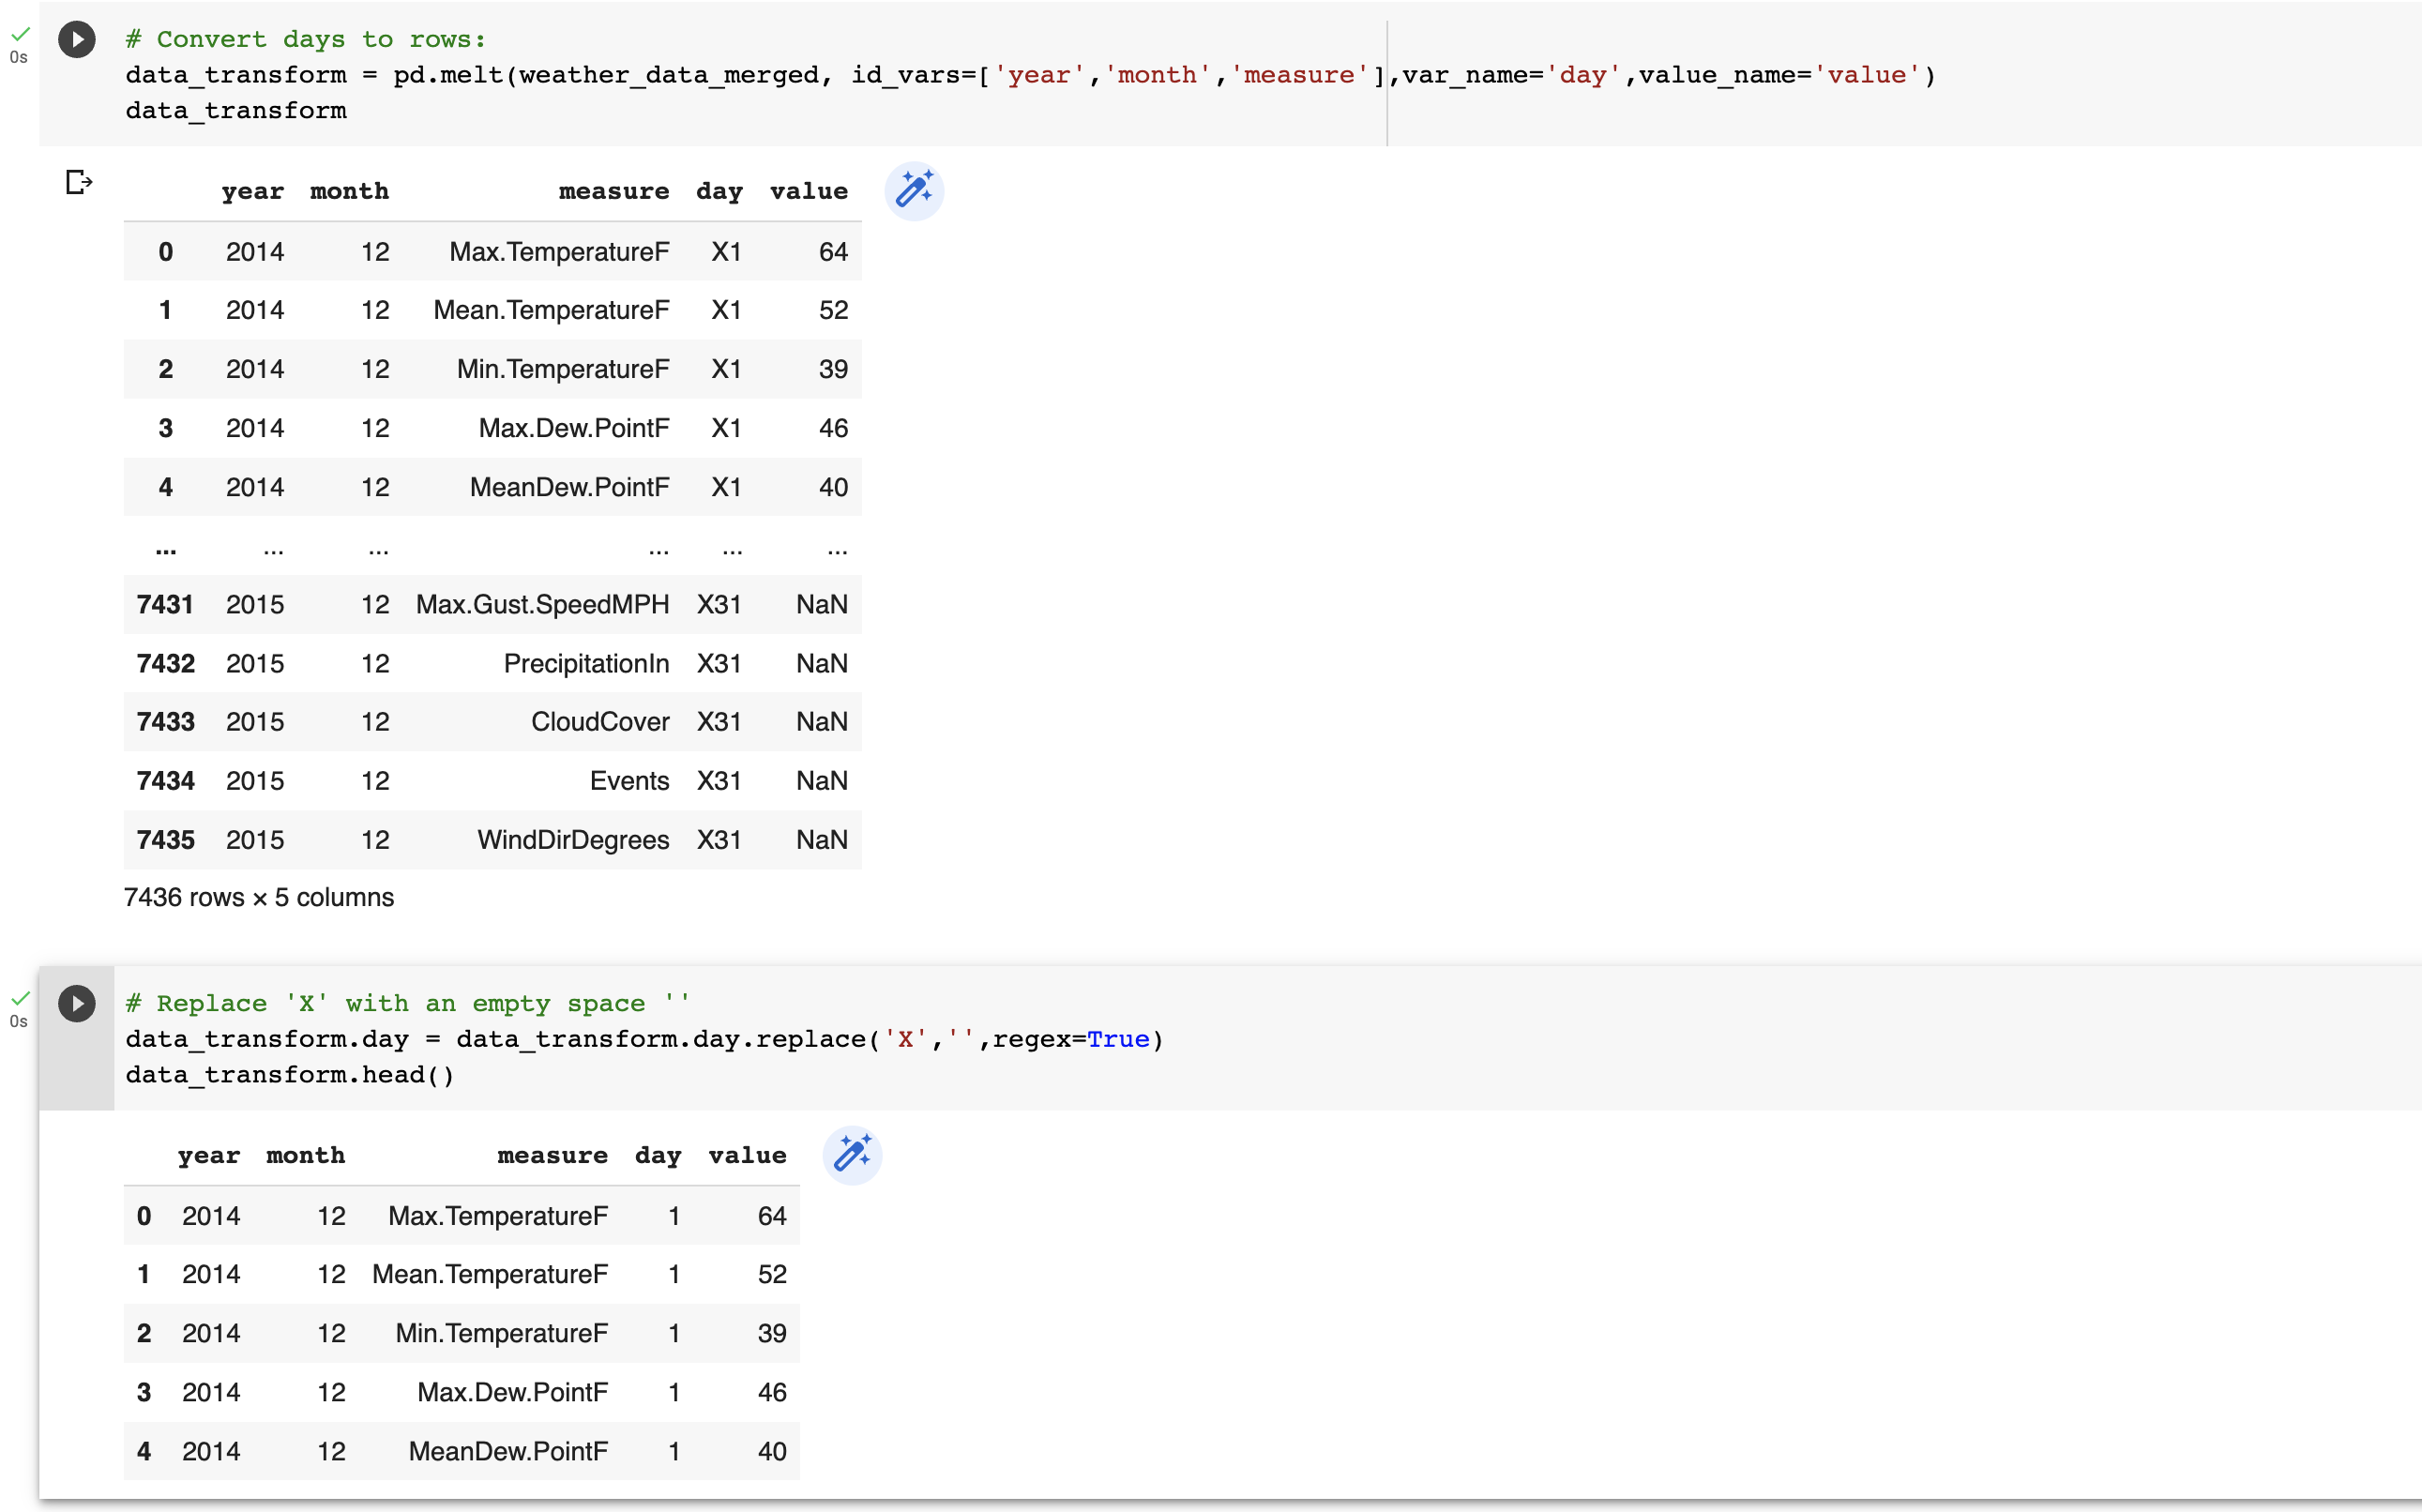 0s
# Convert days to rows:
data_transform = pd.melt(weather_data_merged, id_vars=['year','month','measure'],var_name='day',value_name='value')
data_transform
year month measure day value
0 2014 12 Max.TemperatureF X1 64
1 2014 12 Mean.TemperatureF X1 52
2 2014 12 Min.TemperatureF X1 39
3 2014 12 Max.Dew.PointF X1 46
4 2014 12 MeanDew.PointF X1 40
... ... ... ... ... ...
7431 2015 12 Max.Gust.SpeedMPH X31 NaN
7432 2015 12 PrecipitationIn X31 NaN
7433 2015 12 CloudCover X31 NaN
7434 2015 12 Events X31 NaN
7435 2015 12 WindDirDegrees X31 NaN
7436 rows × 5 columns
0s
# Replace 'X' with an empty space ''
data_transform.day = data_transform.day.replace('X','',regex=True)
data_transform.head()
year month measure day value
0 2014 12 Max.TemperatureF 1 64
1 2014 12 Mean.TemperatureF 1 52
2 2014 12 Min.TemperatureF 1 39
3 2014 12 Max.Dew.PointF 1 46
4 2014 12 MeanDew.PointF 1 40